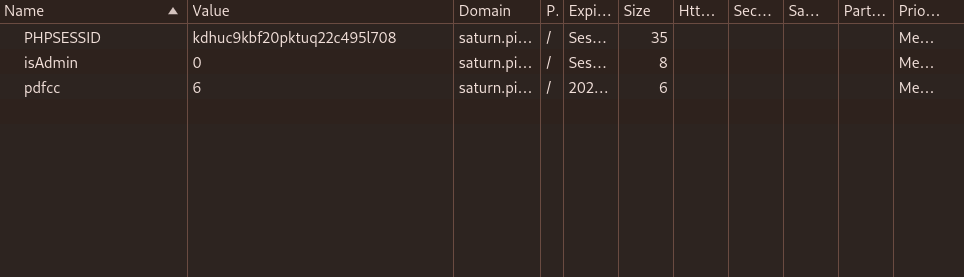 Name Value Domain P. Expi... Size Htt... Sec... Sa... Part... Prio...
PHPSESSID kdhuc9kbf20pktuq22c495l708 saturn.pi... / Ses... 35 Me...
isAdmin 0 saturn.pi... / Ses... 8 Me...
pdfcc 6 saturn.pi... / 202... 6 Me...